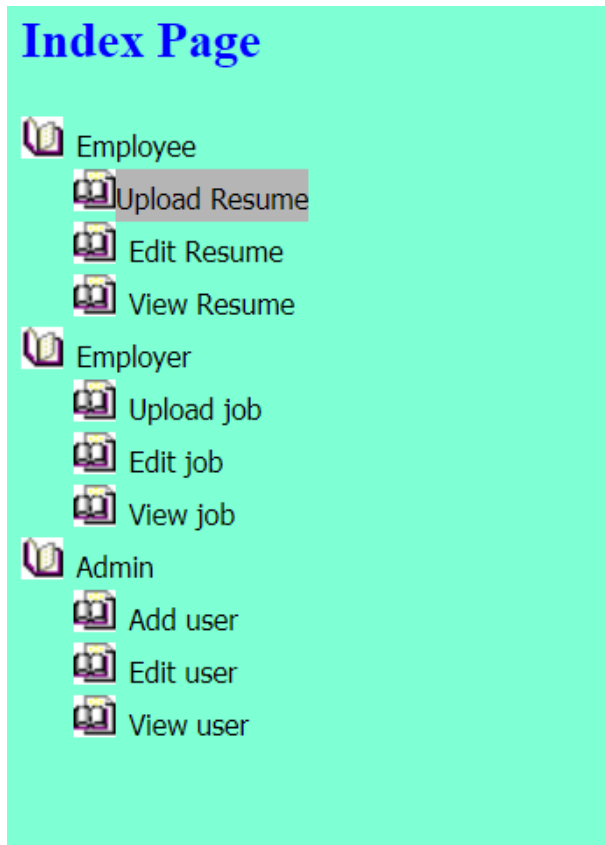 Index Page
Employee
Upload Resume
Edit Resume
View Resume
Employer
Upload job
Edit job
View job
Admin
Add user
Edit user
View user